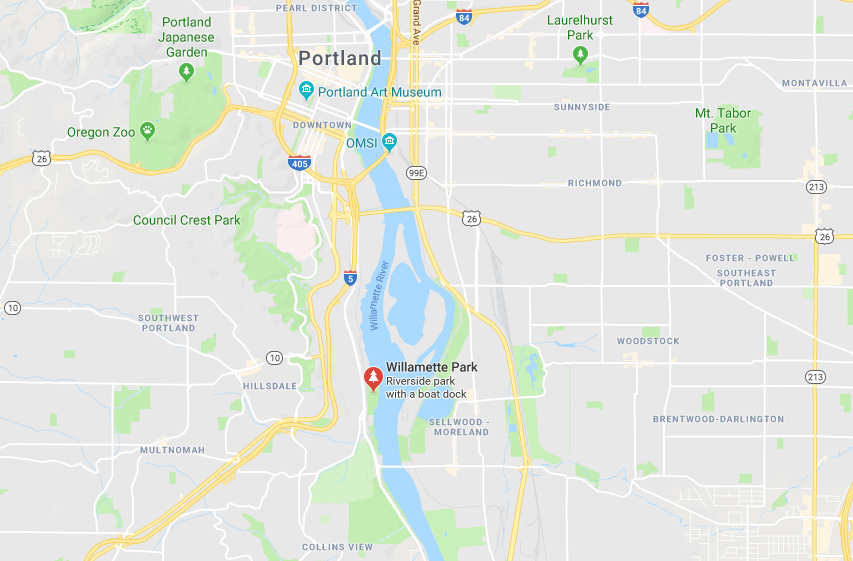 PEARL DISTRICT
Grand Ave
84
84
Portland
Japanese
Garden
Laurelhurst
Park
Portland
MONTAVILLA
Portland Art Museum
SUNNYSIDE
Mt. Tabor
Park
Oregon Zoo
DOWNTOWN
OMSI
26
405
99E
RICHMOND
213
Council Crest Park
26
26
FOSTER - POWELL
SOUTHEAST
PORTLAND
5
Willamette River
10
SOUTHWEST
PORTLAND
WOODSTOCK
10
Willamette Park
Riverside park
with a boat dock
213
HILLSDALE
SELLWOOD -
MORELAND
BRENTWOOD-DARLINGTON
MULTNOMAH
COLLINS VIEW